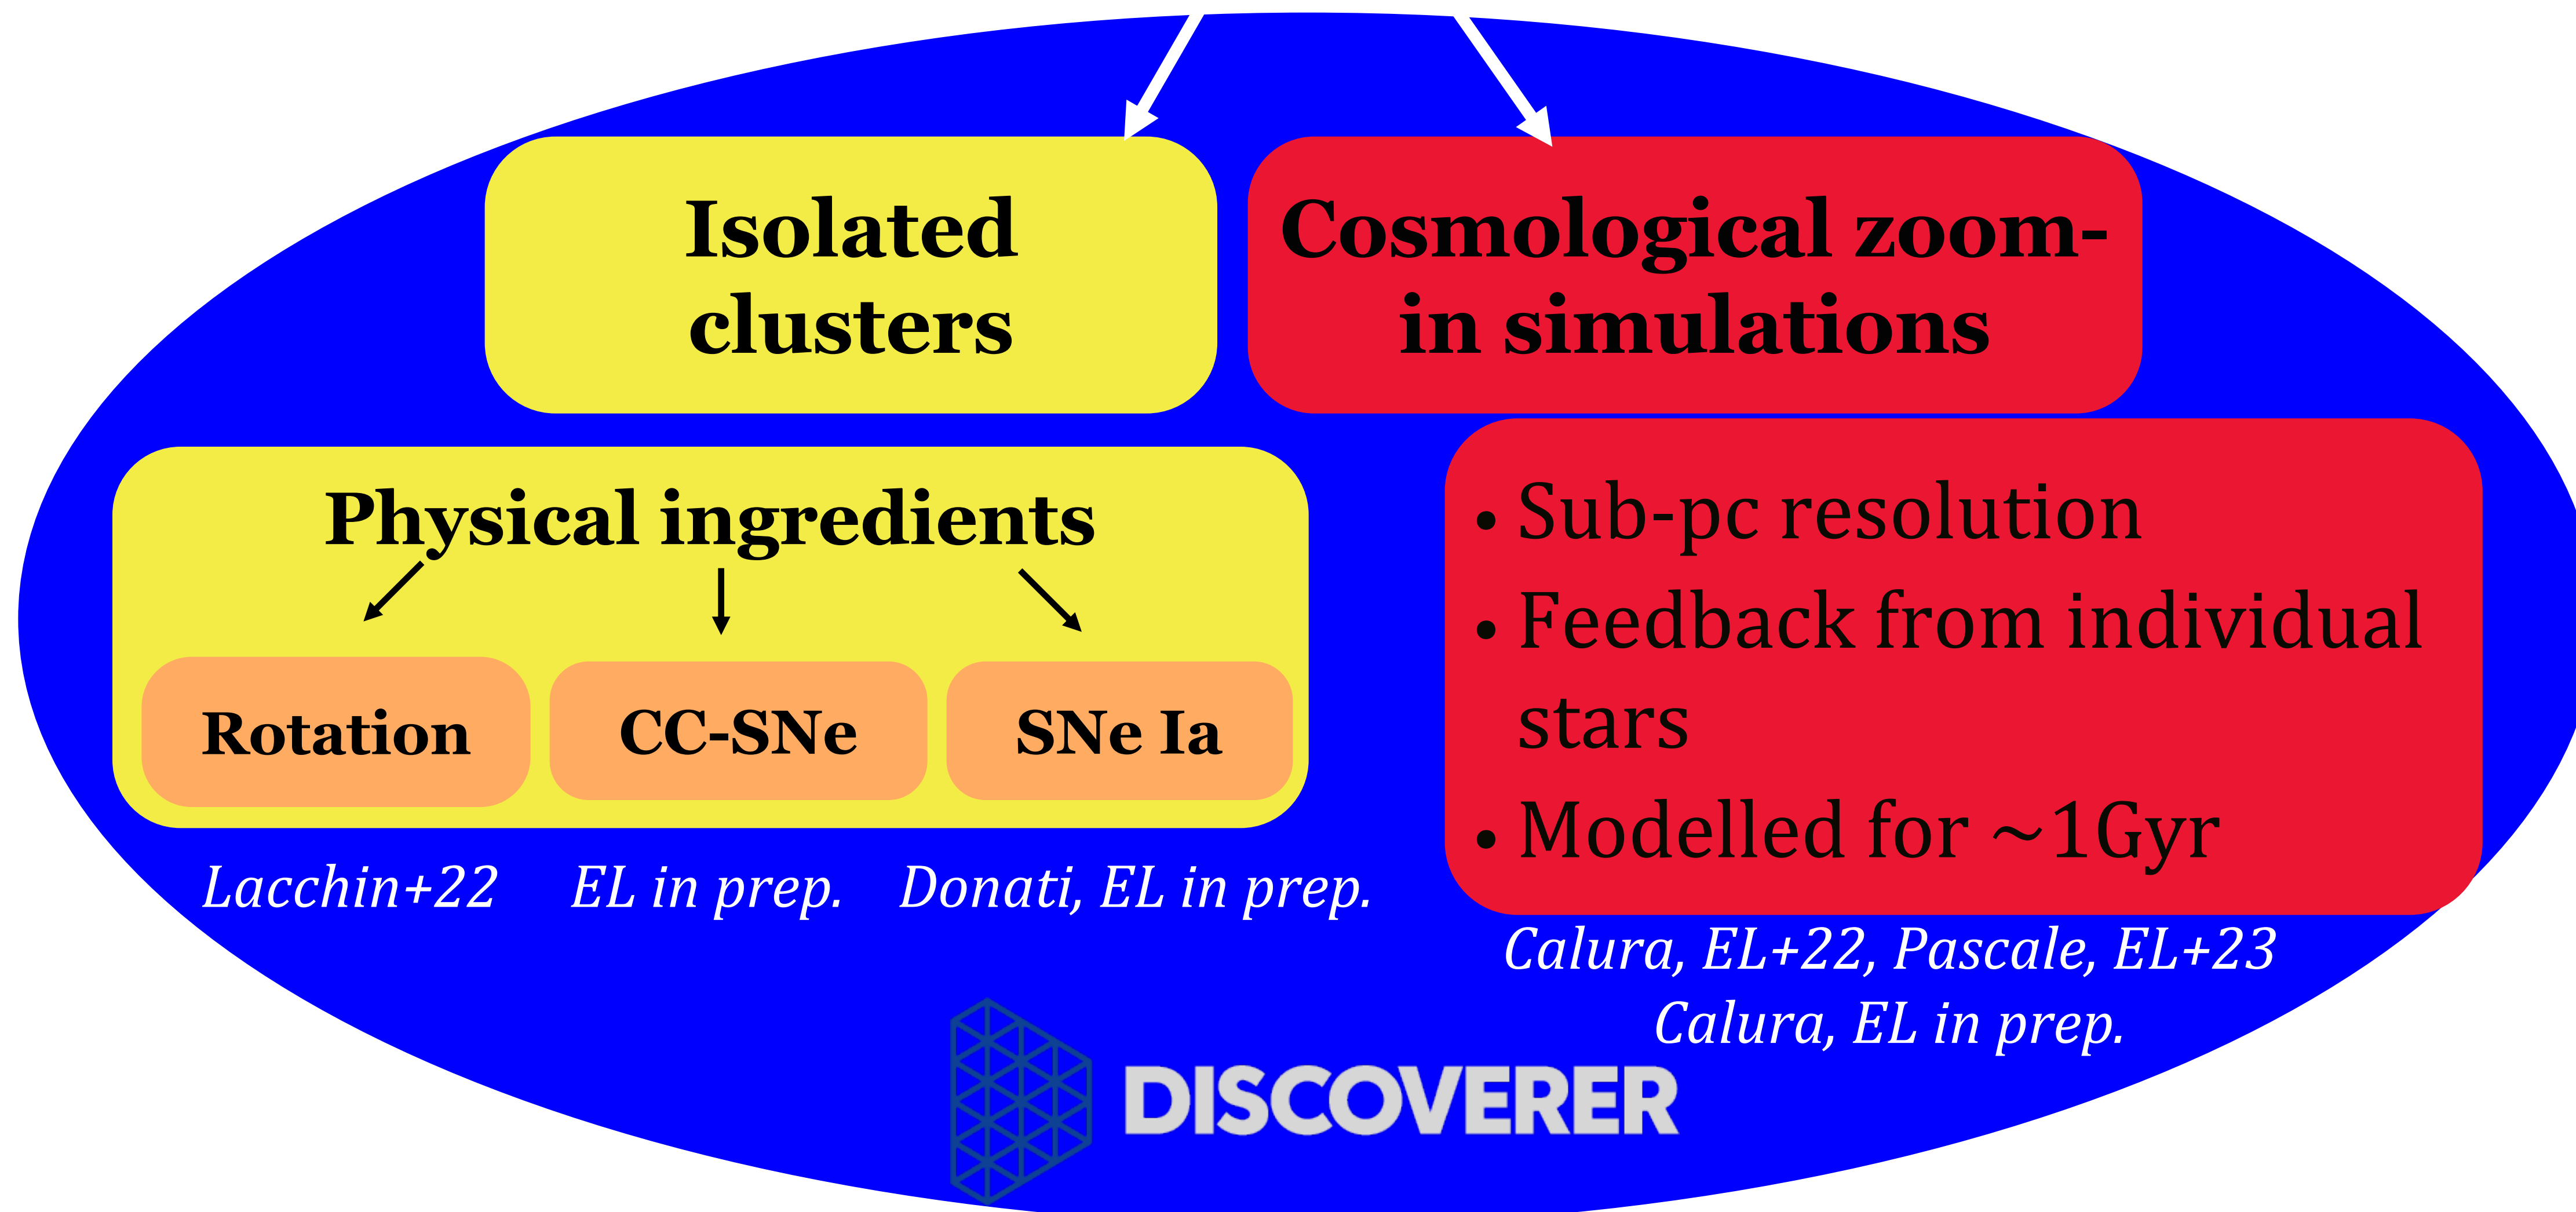 Isolated
clusters
Cosmological zoom-
in simulations
Physical ingredients
Rotation
CC-SNe
SNe Ia
Lacchin+22
EL in prep.
Donati, EL in prep.
• Sub-pc resolution
• Feedback from individual
stars
• Modelled for ~1Gyr
Calura, EL+22, Pascale, EL+23
Calura, EL in prep.
DISCOVERER